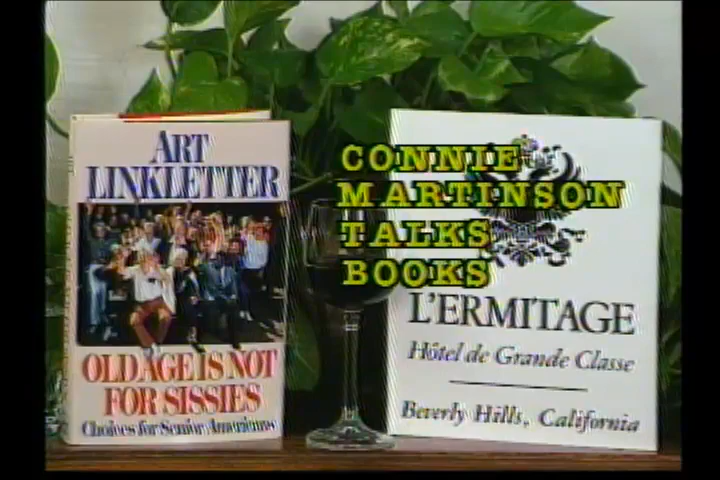 ART
LINKLETTER
OLD AGE IS NOT
FOR SISSIES
Choices for Senior Americans
CONNIE
MARTINSON
TALKS
BOOKS
L'ERMITAGE
Hôtel de Grande Classe
Beverly Hills, California